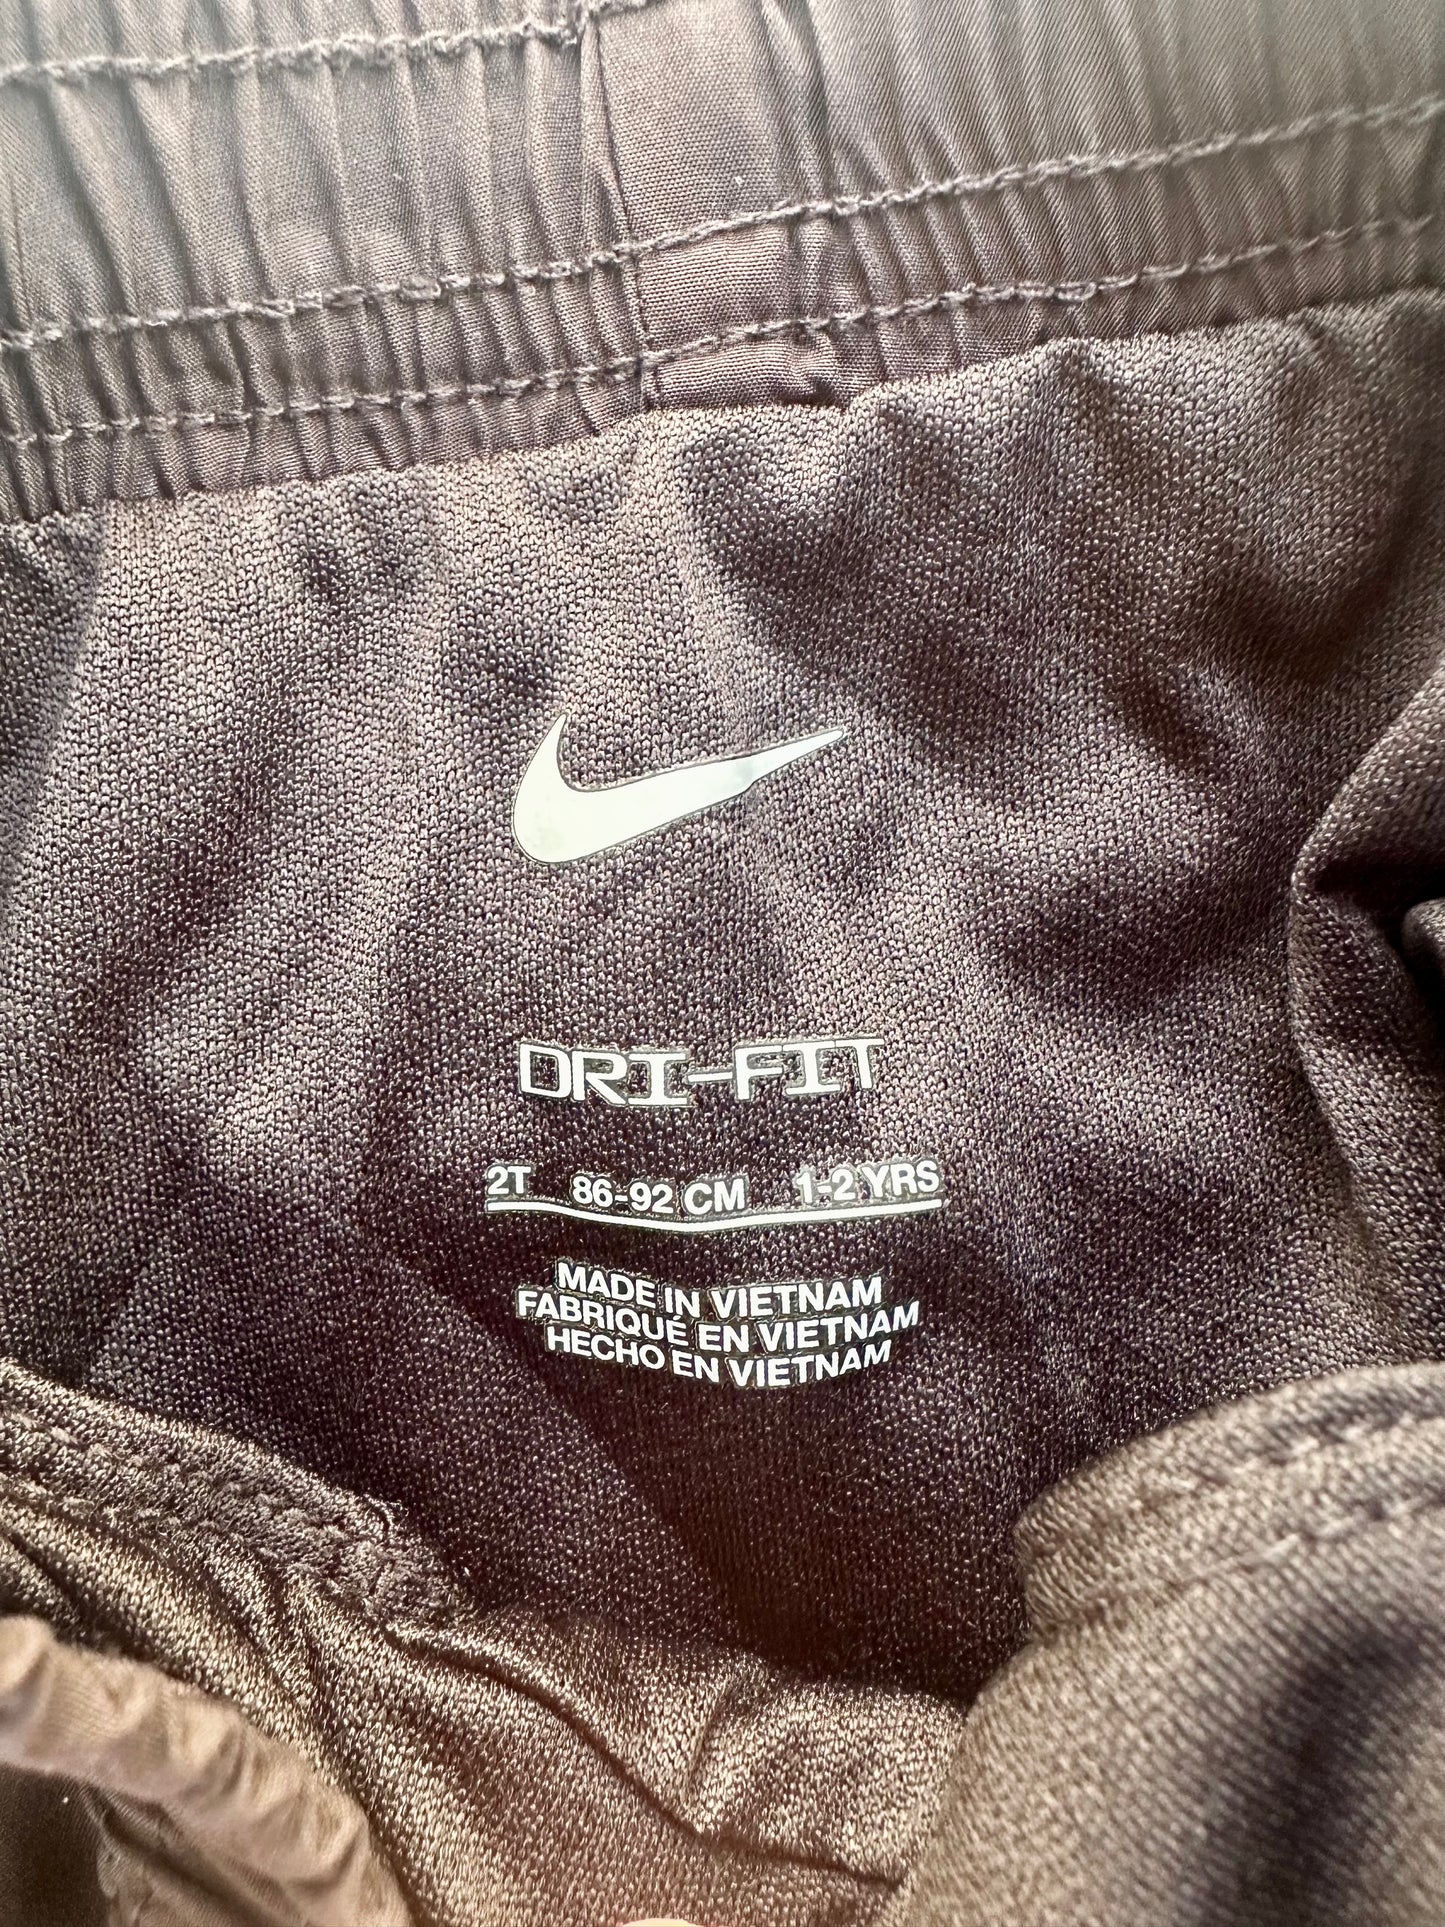 DRI-FIT
2T 86-92 CM 1-2 YRS
MADE IN VIETNAM
FABRIQUÉ EN VIETNAM
HECHO EN VIETNAM